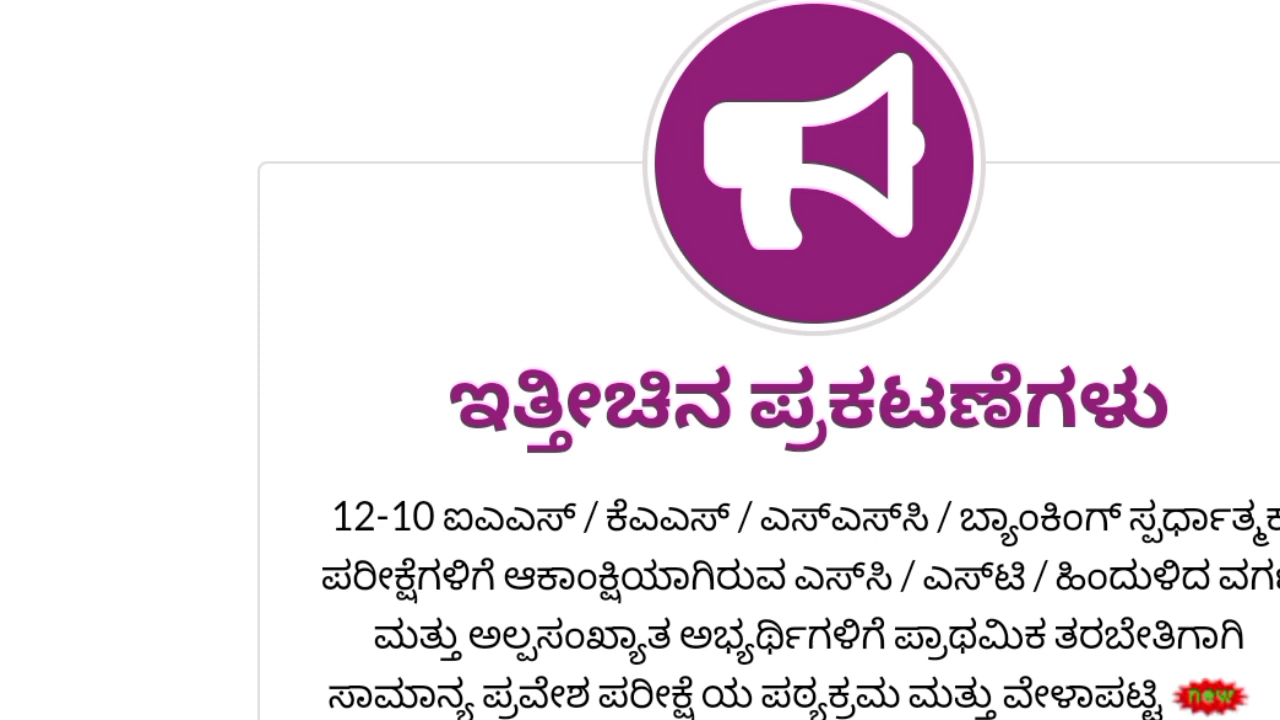 ಇತ್ತೀಚಿನ ಪ್ರಕಟಣೆಗಳು
12-10 ಐಎಎಸ್ / ಕೆಎಎಸ್ / ಎಸ್ಎಸ್‌ಸಿ / ಬ್ಯಾಂಕಿಂಗ್ ಸ್ಪರ್ಧಾತ್ಮಕ
ಪರೀಕ್ಷೆಗಳಿಗೆ ಆಕಾಂಕ್ಷಿಯಾಗಿರುವ ಎಸ್‌ಸಿ / ಎಸ್‌ಟಿ / ಹಿಂದುಳಿದ
ಮತ್ತು ಅಲ್ಪಸಂಖ್ಯಾತ ಅಭ್ಯರ್ಥಿಗಳಿಗೆ ಪ್ರಾಥಮಿಕ ತರಬೇತಿಗಾಗಿ
ಸಾಮಾನ್ಯ ಪ್ರವೇಶ ಪರೀಕ್ಷೆಯ ಪಠ್ಯಕ್ರಮ ಮತ್ತು ವೇಳಾಪಟ್ಟಿ new